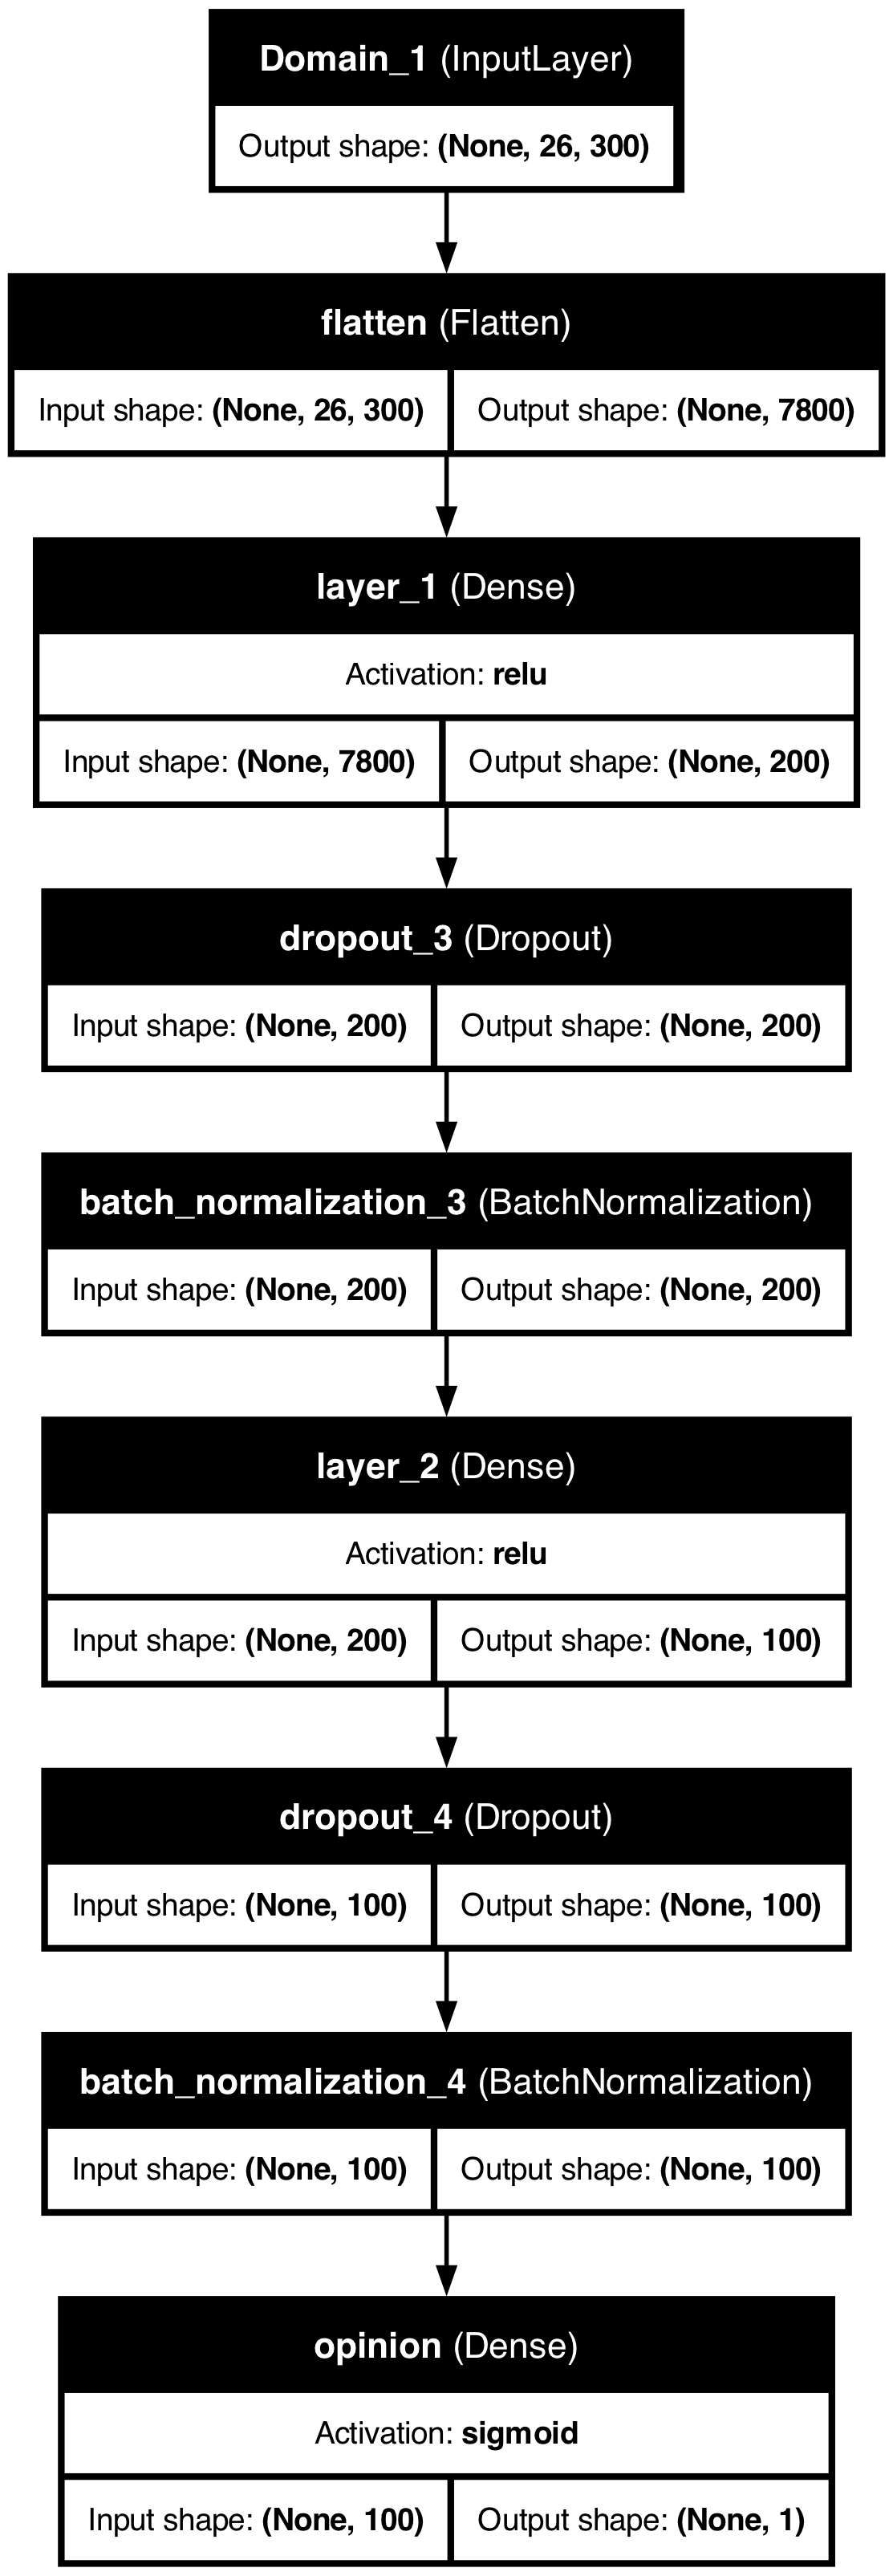 Domain_1 (InputLayer)
Output shape: (None, 26, 300)
flatten (Flatten)
Input shape: (None, 26, 300) Output shape: (None, 7800)
layer_1 (Dense)
Activation: relu
Input shape: (None, 7800) Output shape: (None, 200)
dropout_3 (Dropout)
Input shape: (None, 200) Output shape: (None, 200)
batch_normalization_3 (BatchNormalization)
Input shape: (None, 200) Output shape: (None, 200)
layer_2 (Dense)
Activation: relu
Input shape: (None, 200) Output shape: (None, 100)
dropout_4 (Dropout)
Input shape: (None, 100) Output shape: (None, 100)
batch_normalization_4 (BatchNormalization)
Input shape: (None, 100) Output shape: (None, 100)
opinion (Dense)
Activation: sigmoid
Input shape: (None, 100) Output shape: (None, 1)